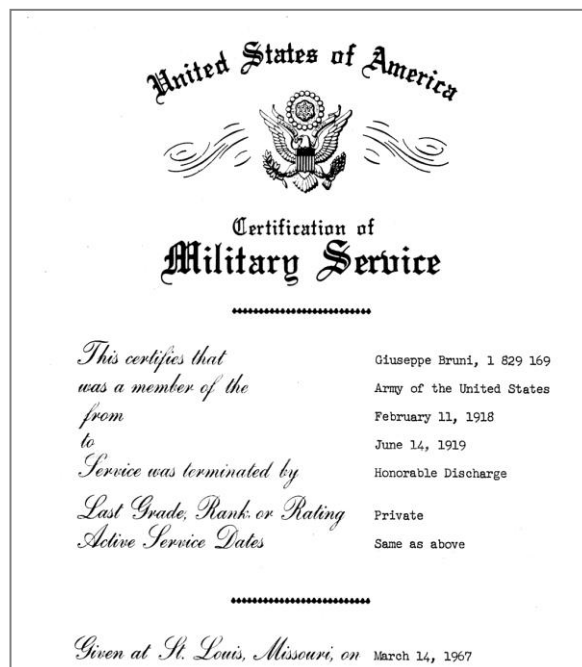 United States of America
Certification of
Military Service
This certifies that Giuseppe Bruni, 1 829 169
was a member of the Army of the United States
from February 11, 1918
to June 14, 1919
Service was terminated by Honorable Discharge
Last Grade, Rank or Rating Private
Active Service Dates Same as above
Given at St. Louis, Missouri, on March 14, 1967